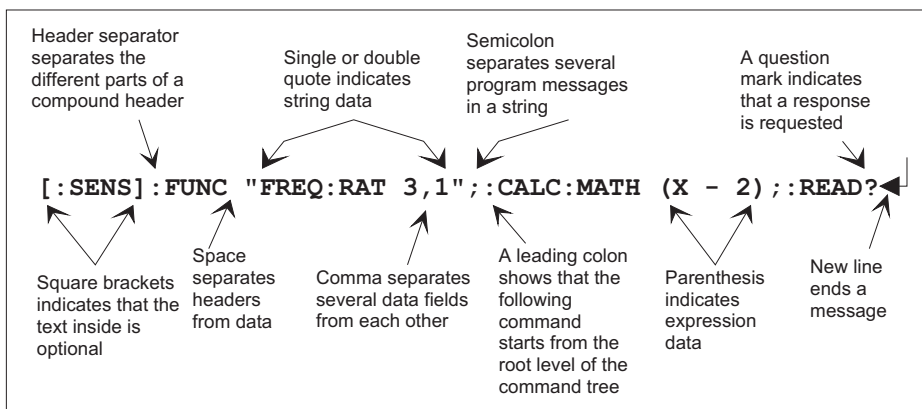 Header separator
separates the
different parts of a
compound header
Single or double
quote indicates
string data
Semicolon
separates several
program messages
in a string
A question
mark indicates
that a response
is requested
[:SENS]:FUNC "FREQ:RAT 3,1";:CALC:MATH (X - 2);:READ?
Square brackets
indicates that the
text inside is
optional
Space
separates
headers
from data
Comma separates
several data fields
from each other
A leading colon
shows that the
following
command
starts from the
root level of the
command tree
Parenthesis
indicates
expression
data
New line
ends a
message